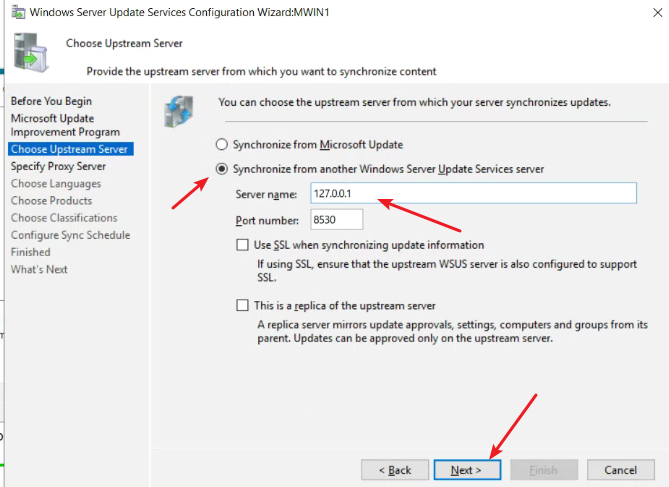 Windows Server Update Services Configuration Wizard:MWIN1
Choose Upstream Server
Provide the upstream server from which you want to synchronize content
Before You Begin
Microsoft Update
Improvement Program
Choose Upstream Server
Specify Proxy Server
Choose Languages
Choose Products
Choose Classifications
Configure Sync Schedule
Finished
What's Next
You can choose the upstream server from which your server synchronizes updates.
Synchronize from Microsoft Update
Synchronize from another Windows Server Update Services server
Server name: 127.0.0.1
Port number: 8530
Use SSL when synchronizing update information
If using SSL, ensure that the upstream WSUS server is also configured to support
SSL.
This is a replica of the upstream server
A replica server mirrors update approvals, settings, computers and groups from its
parent. Updates can be approved only on the upstream server.
< Back Next > Finish Cancel